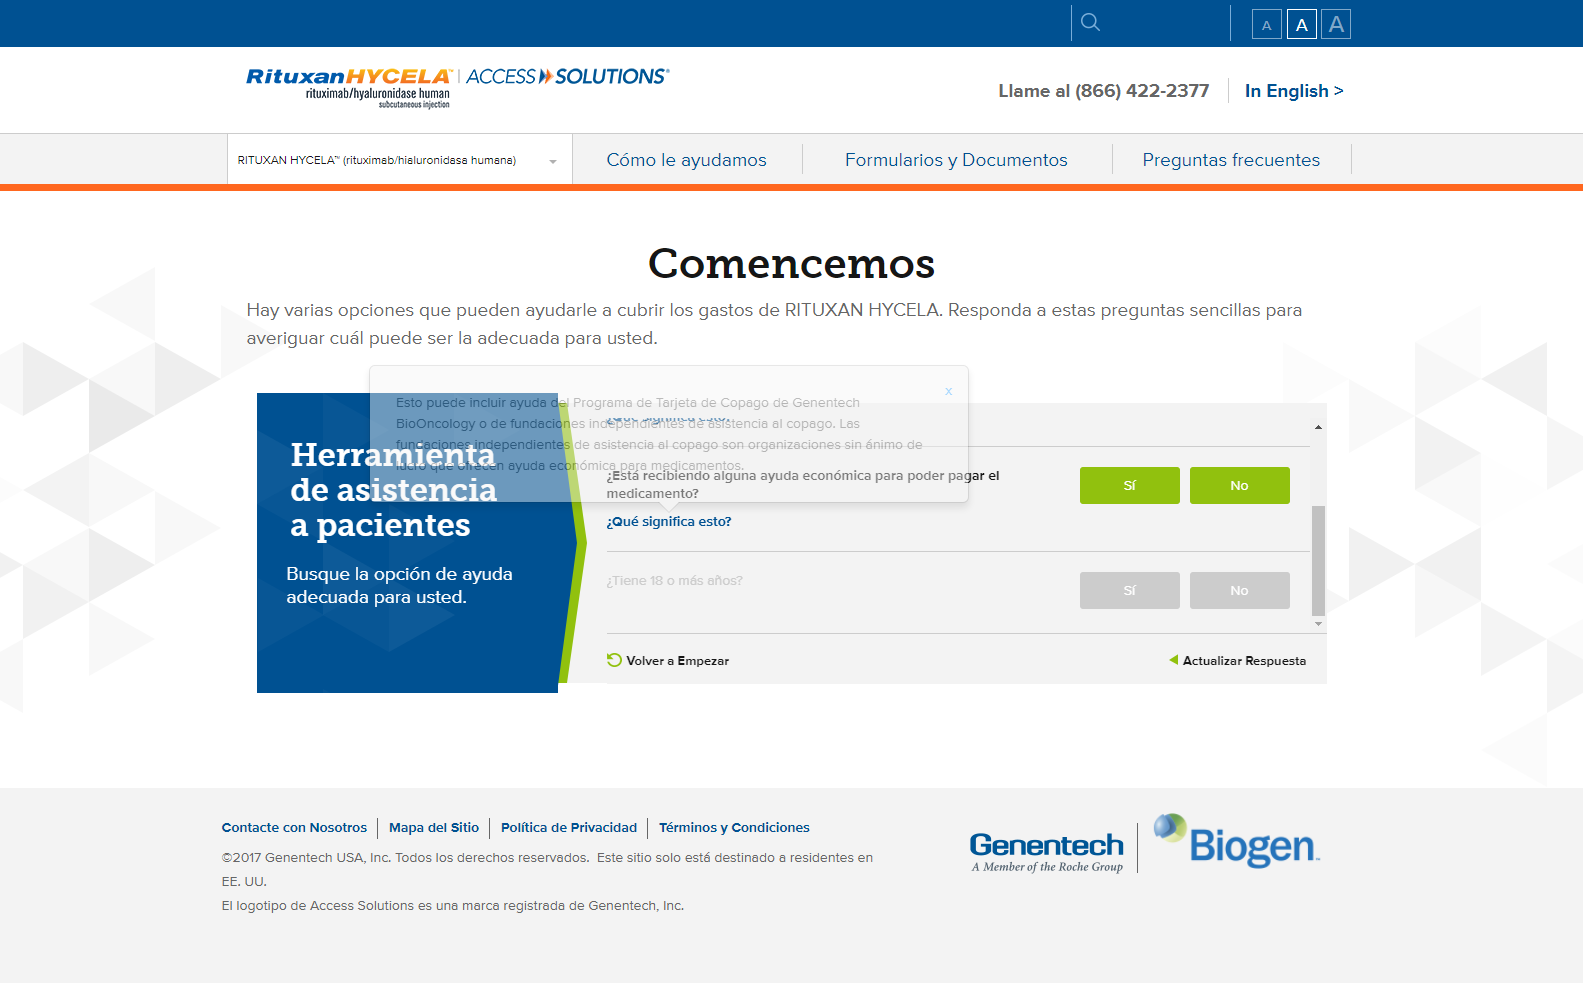 A A A
RituxanHYCELA™ | ACCESS SOLUTIONS®
rituximab/hyaluronidase human
subcutaneous injection
Llame al (866) 422-2377
In English >
RITUXAN HYCELA™ (rituximab/hialuronidasa humana)
Cómo le ayudamos
Formularios y Documentos
Preguntas frecuentes
Comencemos
Hay varias opciones que pueden ayudarle a cubrir los gastos de RITUXAN HYCELA. Responda a estas preguntas sencillas para
averiguar cuál puede ser la adecuada para usted.
x
Esto puede incluir ayuda del Programa de Tarjeta de Copago de Genentech
BioOncology o de fundaciones independientes de asistencia al copago. Las
fundaciones independientes de asistencia al copago son organizaciones sin ánimo de
lucro que ofrecen ayuda económica para medicamentos.
Herramienta
de asistencia
a pacientes
Busque la opción de ayuda
adecuada para usted.
¿Qué significa esto?
¿Está recibiendo alguna ayuda económica para poder pagar el
medicamento?
¿Qué significa esto?
Sí
No
¿Tiene 18 o más años?
Sí
No
Volver a Empezar
Actualizar Respuesta
Contacte con Nosotros
Mapa del Sitio
Política de Privacidad
Términos y Condiciones
©2017 Genentech USA, Inc. Todos los derechos reservados. Este sitio solo está destinado a residentes en
EE. UU.
El logotipo de Access Solutions es una marca registrada de Genentech, Inc.
Genentech
A Member of the Roche Group
Biogen™